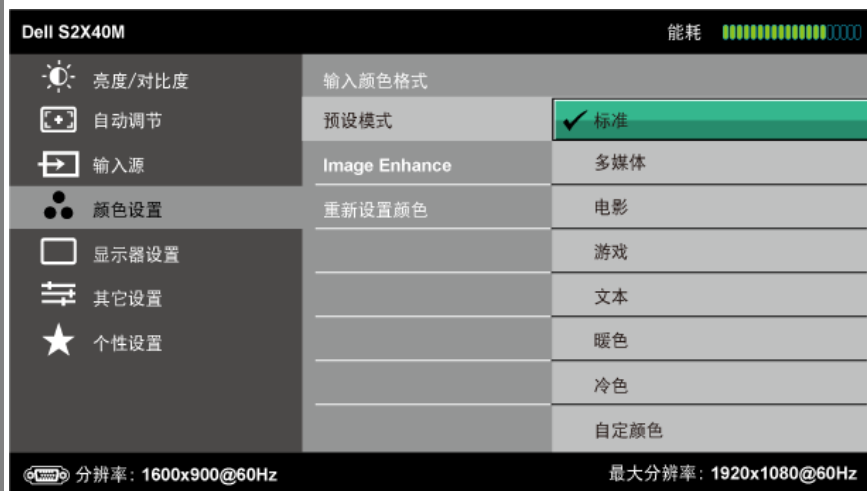 Dell S2X40M
能耗
亮度/对比度
输入颜色格式
自动调节
预设模式
标准
输入源
Image Enhance
多媒体
颜色设置
重新设置颜色
电影
显示器设置
游戏
其它设置
文本
个性设置
暖色
冷色
自定颜色
分辨率: 1600x900@60Hz
最大分辨率: 1920x1080@60Hz